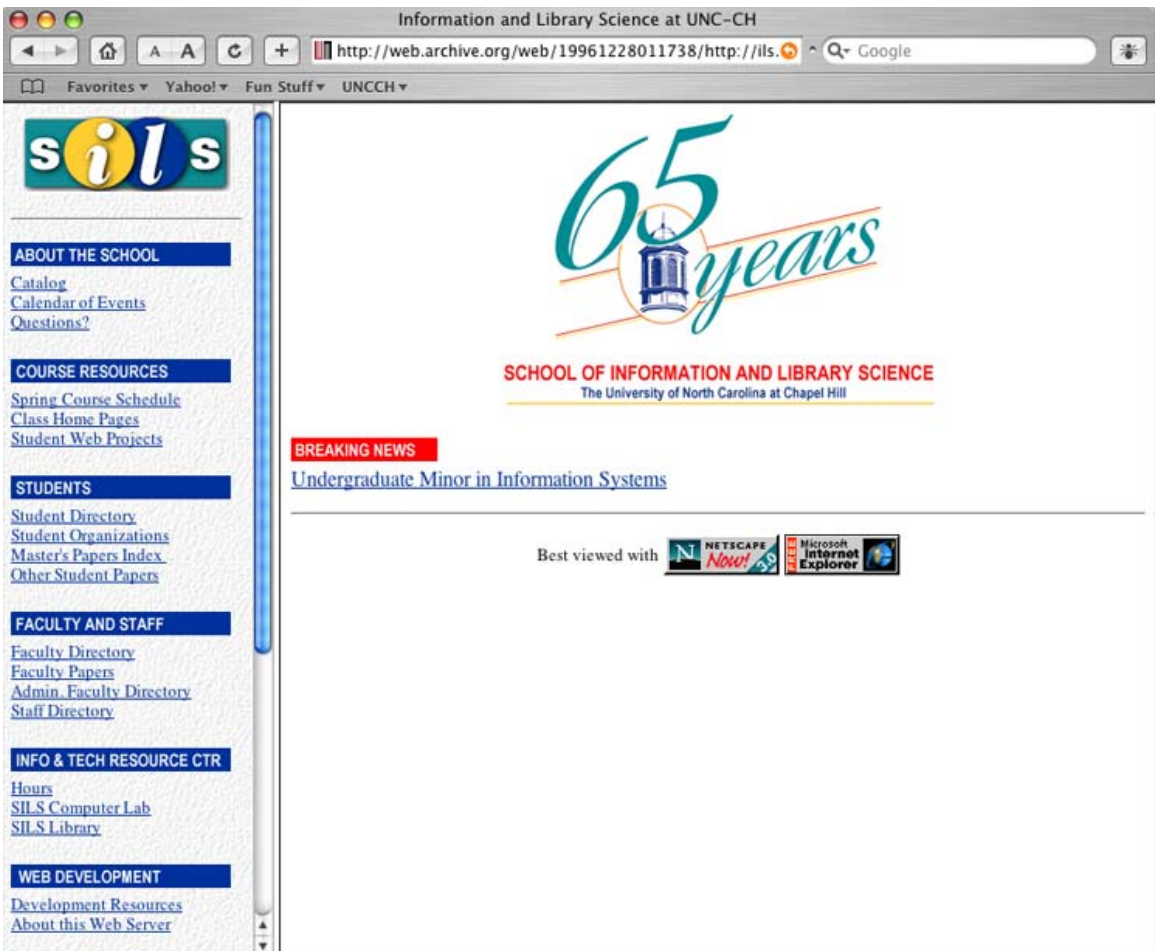 Information and Library Science at UNC-CH
A A + http://web.archive.org/web/19961228011738/http://ils. Q Google
Favorites Yahoo! Fun Stuff UNCCH
sils
ABOUT THE SCHOOL
Catalog
Calendar of Events
Questions?
COURSE RESOURCES
Spring Course Schedule
Class Home Pages
Student Web Projects
STUDENTS
Student Directory
Student Organizations
Master's Papers Index
Other Student Papers
FACULTY AND STAFF
Faculty Directory
Faculty Papers
Admin. Faculty Directory
Staff Directory
INFO & TECH RESOURCE CTR
Hours
SILS Computer Lab
SILS Library
WEB DEVELOPMENT
Development Resources
About this Web Server
65
years
SCHOOL OF INFORMATION AND LIBRARY SCIENCE
The University of North Carolina at Chapel Hill
BREAKING NEWS
Undergraduate Minor in Information Systems
Best viewed with
N NETSCAPE
Now! 3.0
FREE
Microsoft
Internet
Explorer